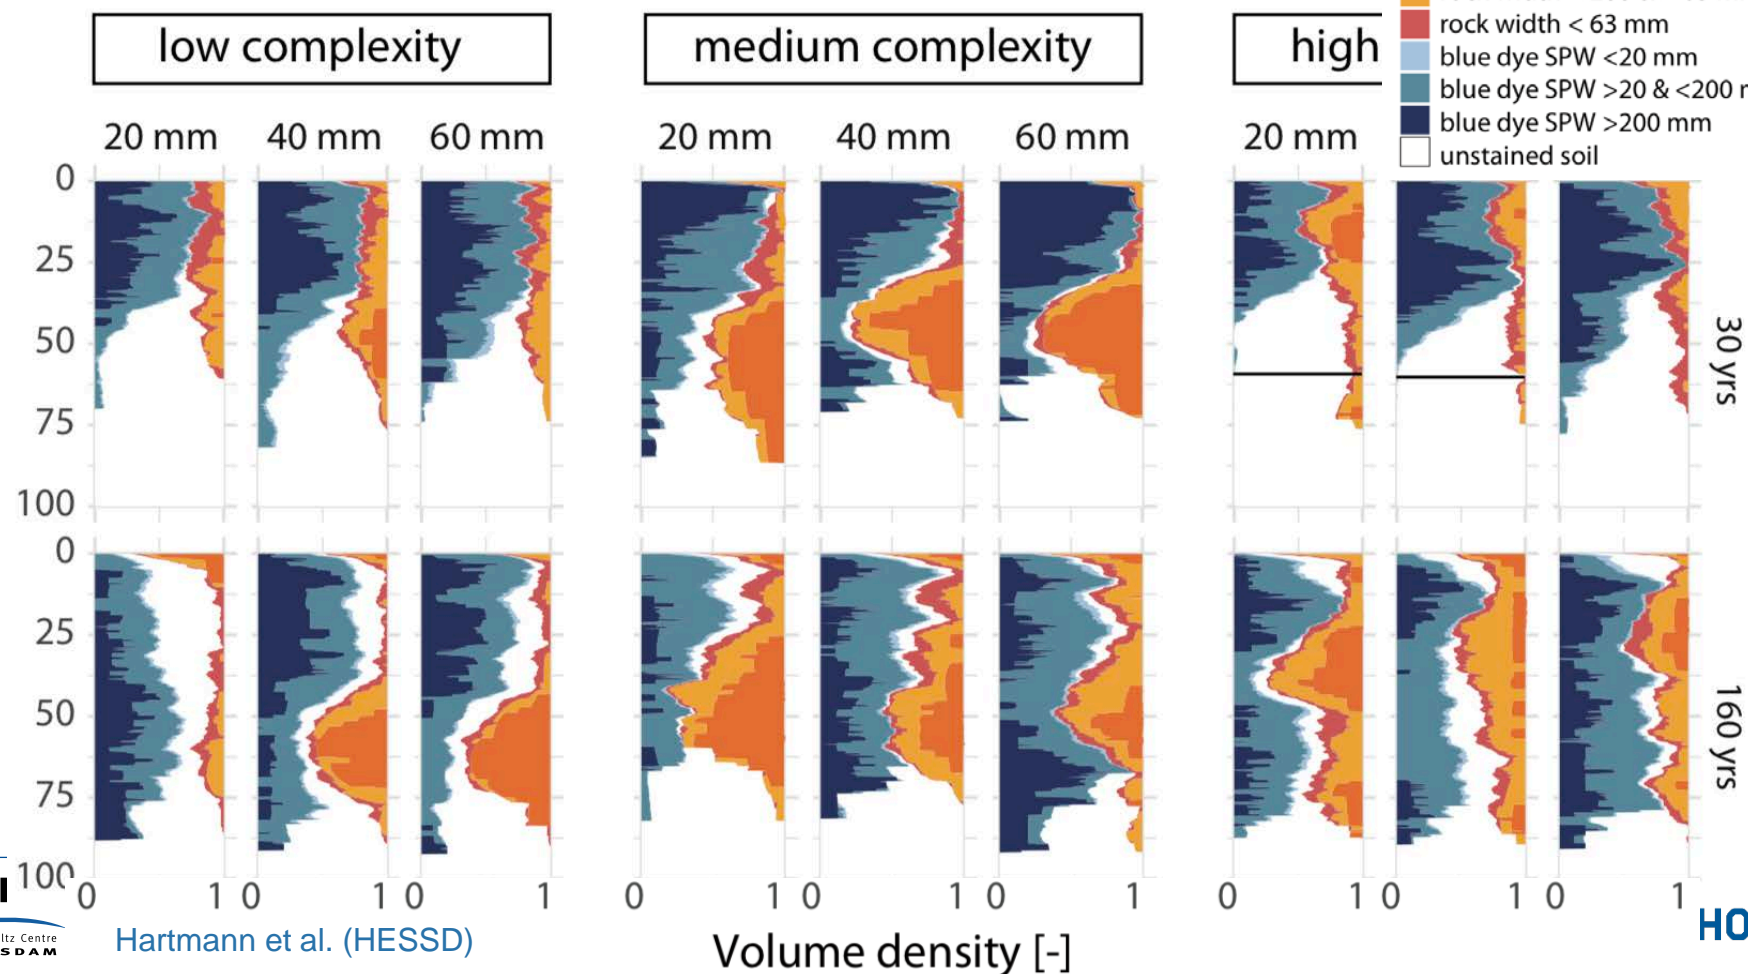 low complexity
medium complexity
high
rock width < 63 mm
blue dye SPW <20 mm
blue dye SPW >20 & <200
blue dye SPW >200 mm
unstained soil
20 mm 40 mm 60 mm
20 mm 40 mm 60 mm
20 mm
0
25
50
75
100
30 yrs
0
25
50
75
100
160 yrs
0 1 0 1 0 1
0 1 0 1 0 1
0 1 0 1 0 1
Volume density [-]
Hartmann et al. (HESSD)
ltz Centre
SDAM
HO